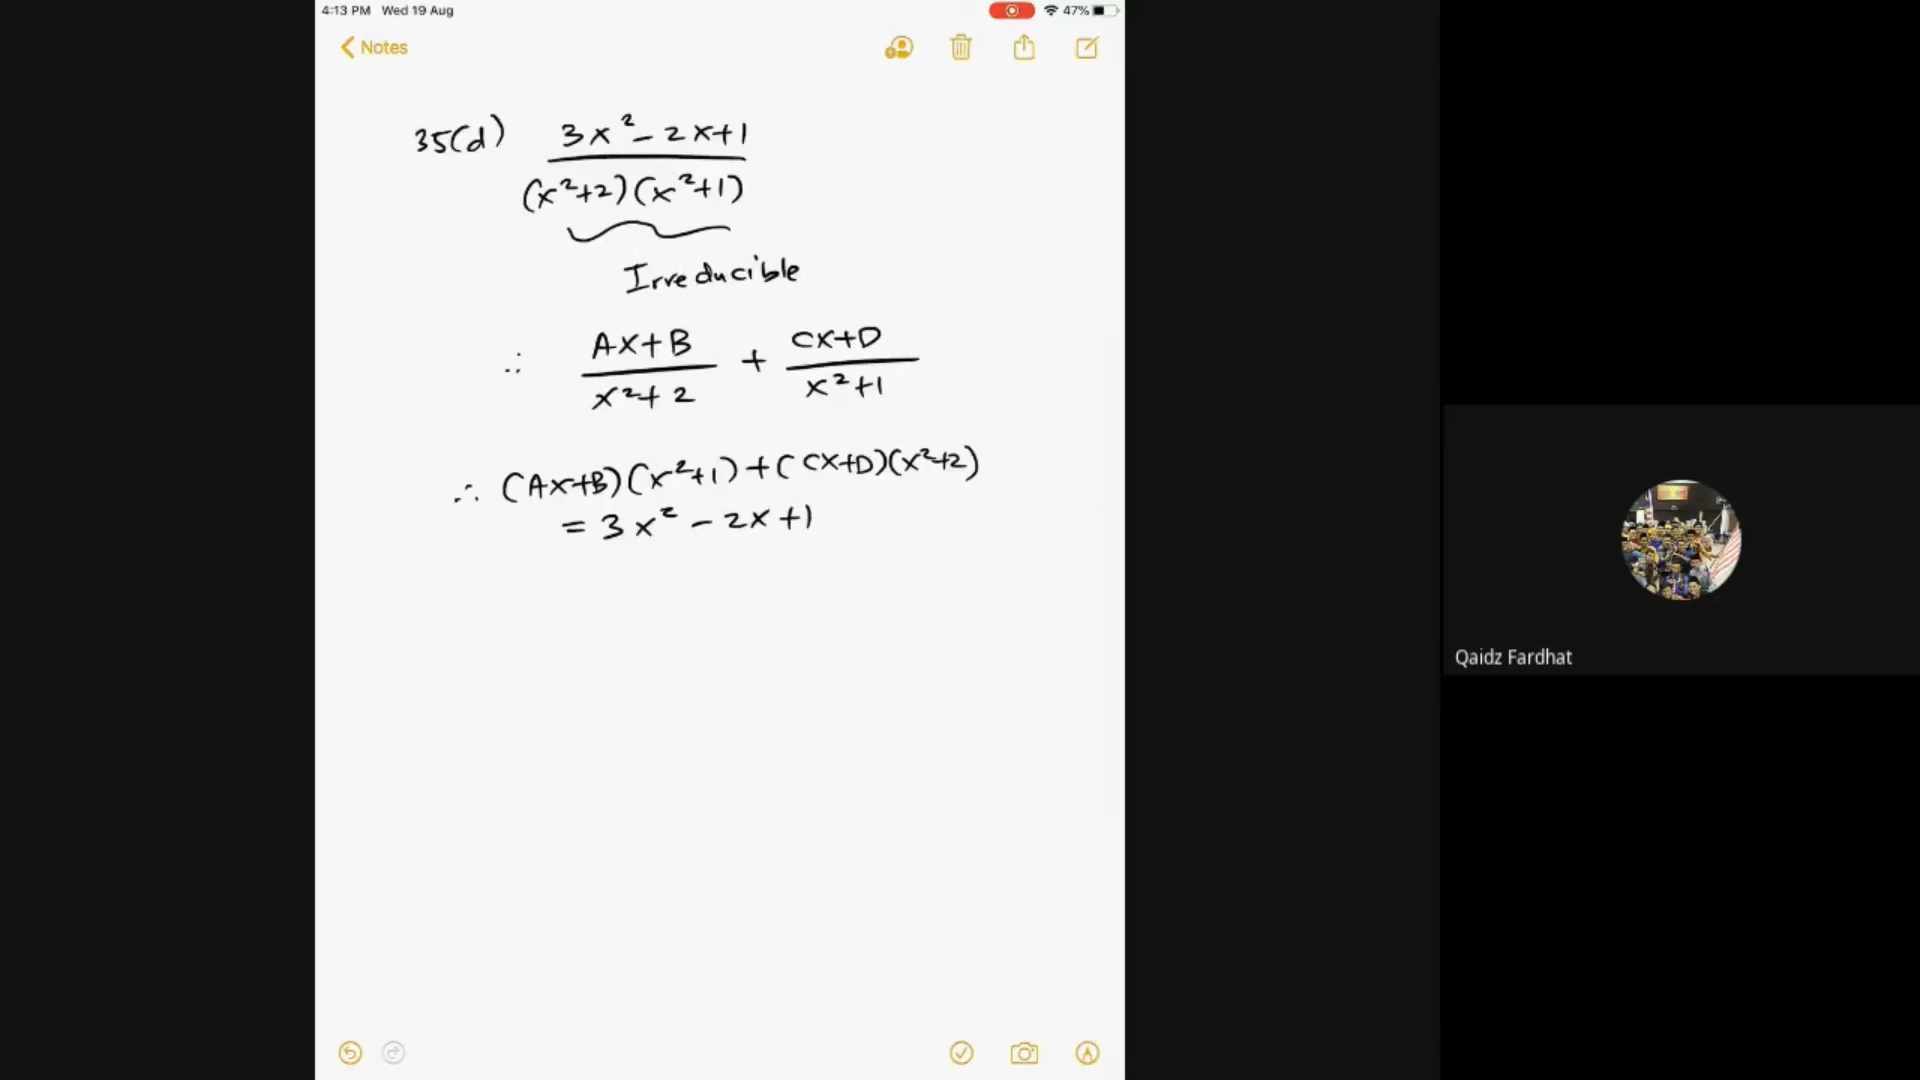 4:13 PM Wed 19 Aug 47%
Notes
35(d) 3x²-2x+1
(x²+2)(x²+1)
Irreducible
∴ Ax+B + Cx+D
x²+2 x²+1
∴ (Ax+B)(x²+1)+(Cx+D)(x²+2)
= 3x²-2x+1
Qaidz Fardhat